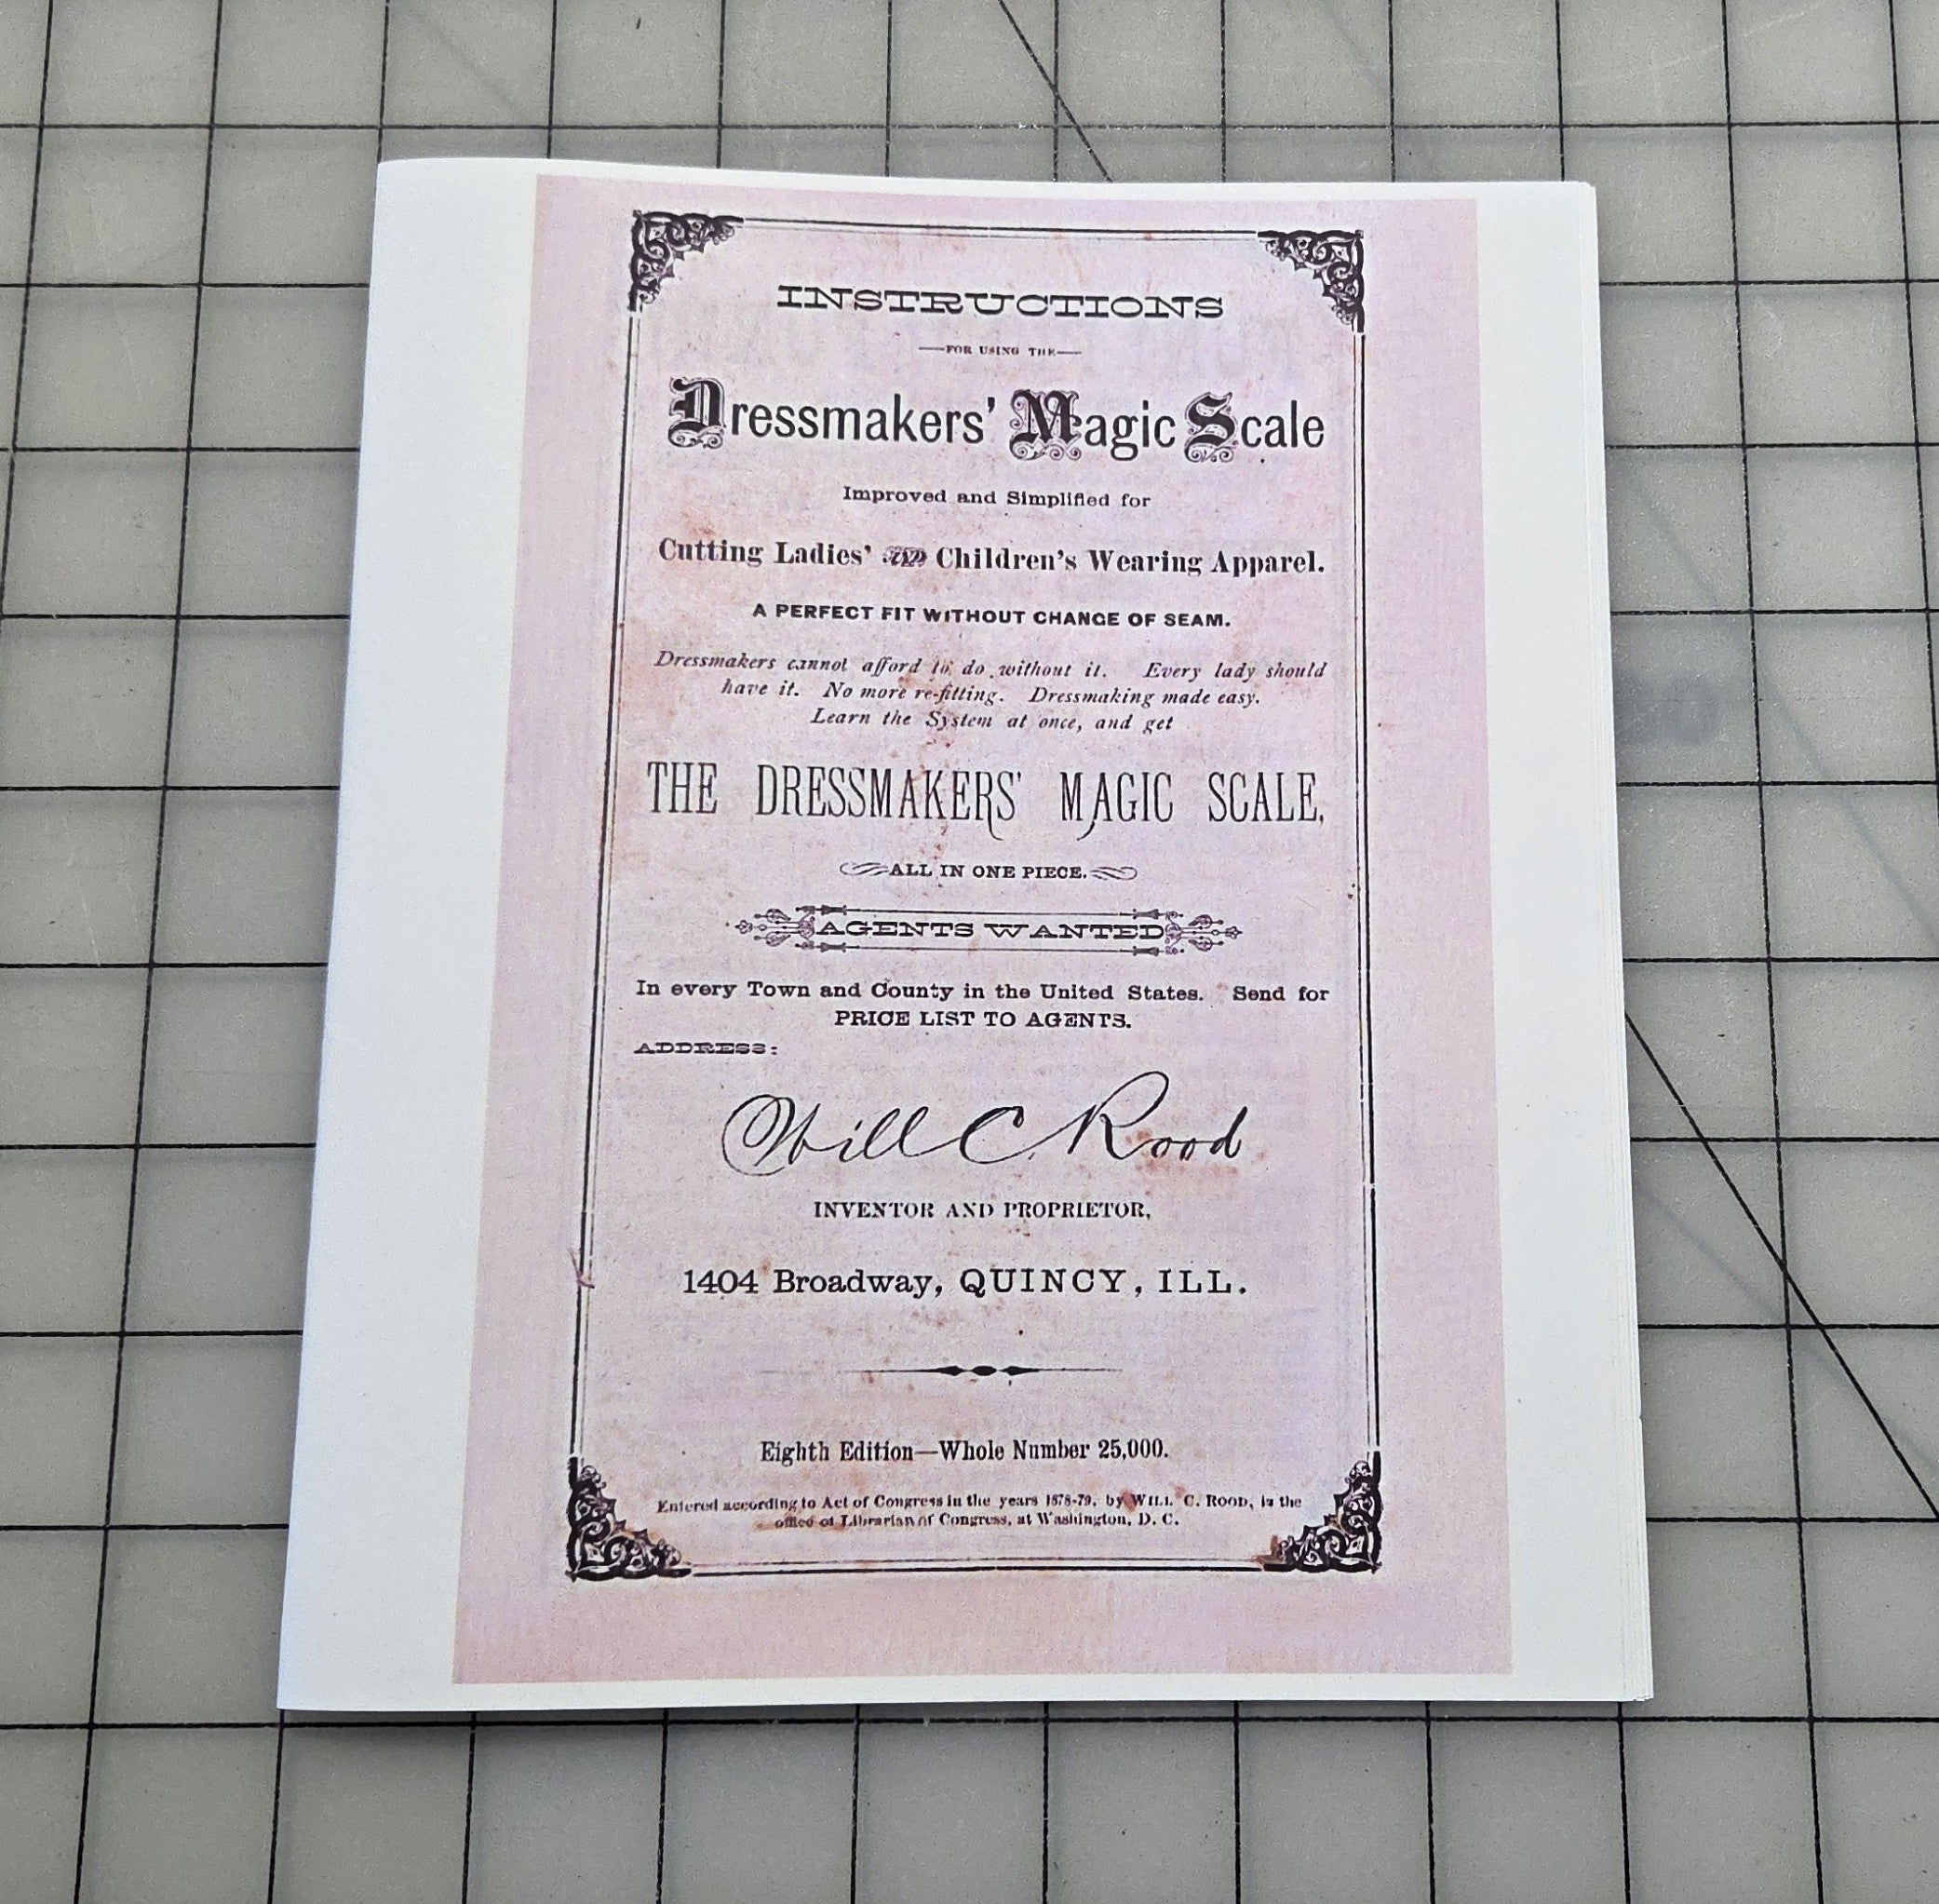 INSTRUCTIONS
—FOR USING THE—
Dressmakers' Magic Scale
Improved and Simplified for
Cutting Ladies' AND Children's Wearing Apparel.
A PERFECT FIT WITHOUT CHANGE OF SEAM.
Dressmakers cannot afford to do without it. Every lady should
have it. No more re-fitting. Dressmaking made easy.
Learn the System at once, and get
THE DRESSMAKERS' MAGIC SCALE,
ALL IN ONE PIECE.
AGENTS WANTED
In every Town and County in the United States. Send for
PRICE LIST TO AGENTS.
ADDRESS:
Will C. Rood
INVENTOR AND PROPRIETOR,
1404 Broadway, QUINCY, ILL.
Eighth Edition—Whole Number 25,000.
Entered according to Act of Congress in the years 1878-79, by WILL C. ROOD, in the
office of Librarian of Congress, at Washington, D. C.